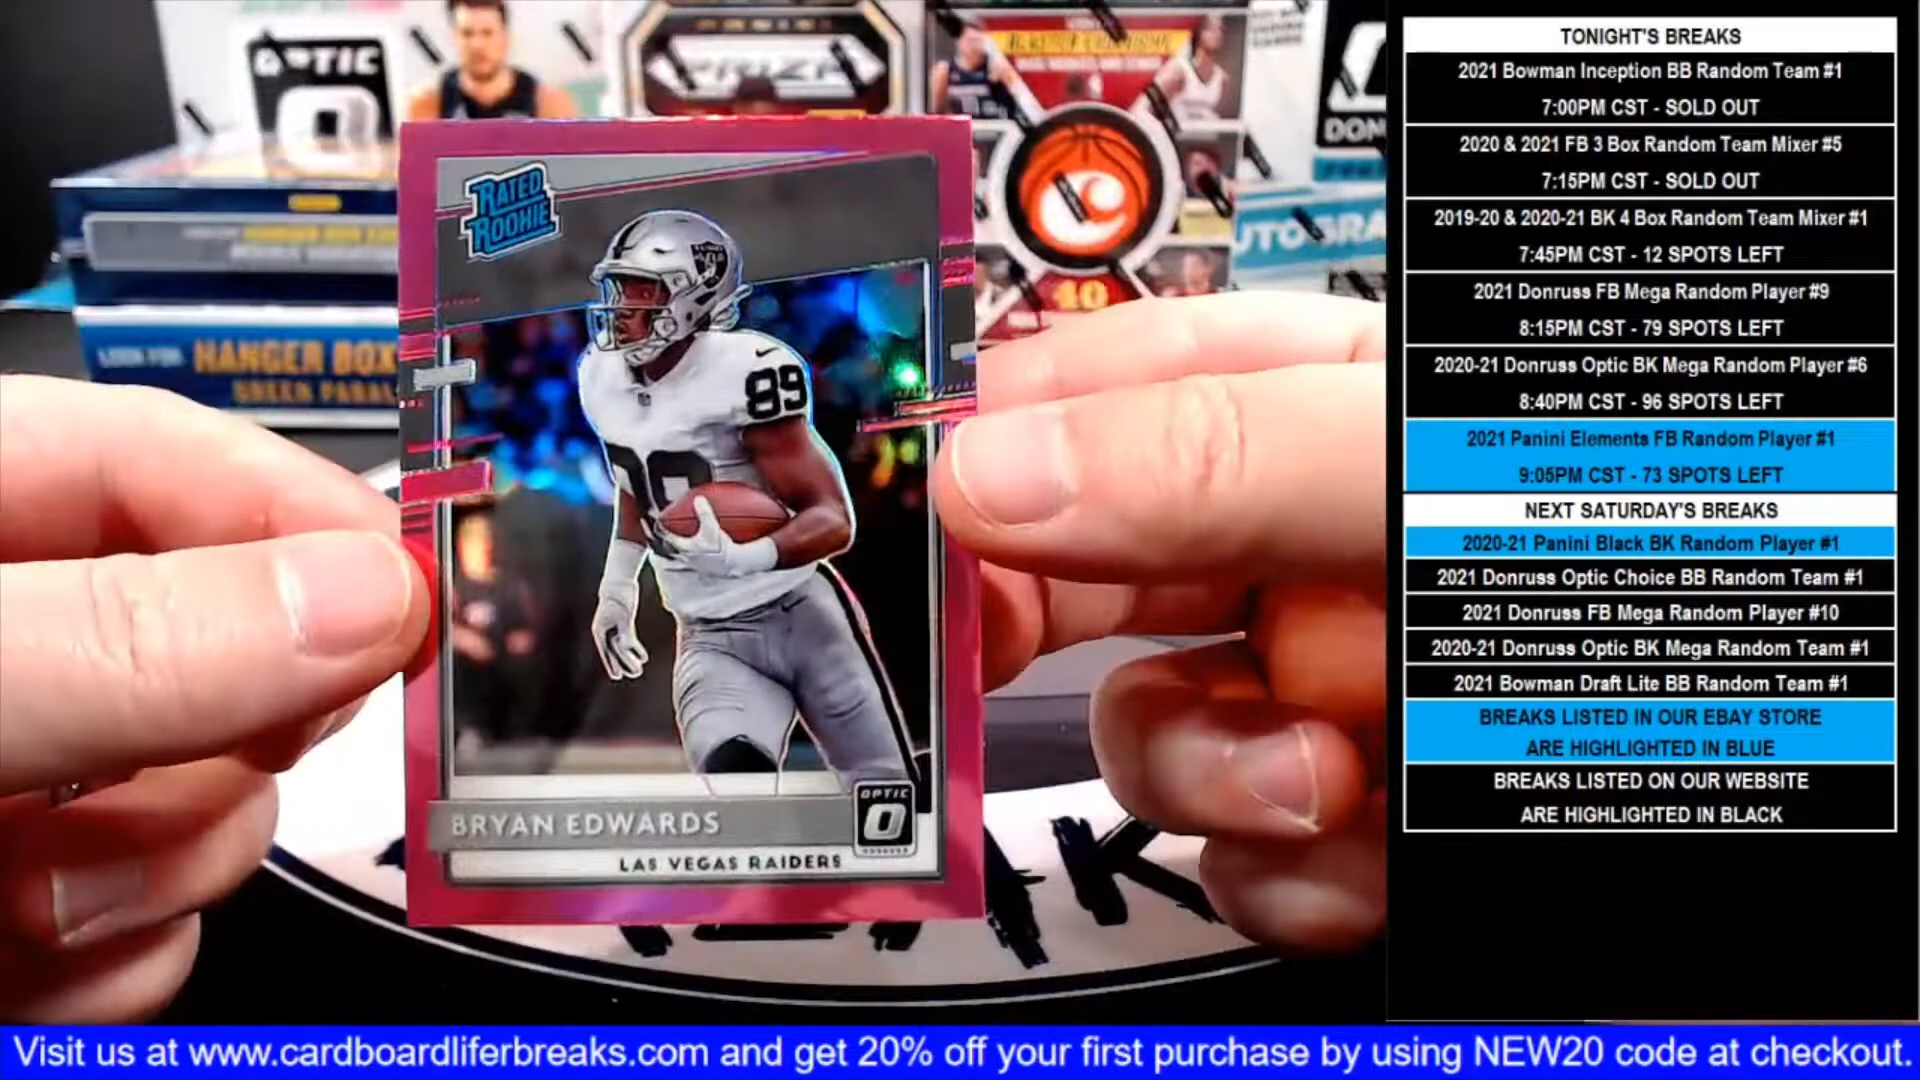 OPTIC
PRIZM
DON
AUTOGRA
40
HANGER BOX
GREEN PARAL
RATED
ROOKIE
89
BRYAN EDWARDS
OPTIC
LAS VEGAS RAIDERS
TONIGHT'S BREAKS
2021 Bowman Inception BB Random Team #1
7:00PM CST - SOLD OUT
2020 & 2021 FB 3 Box Random Team Mixer #5
7:15PM CST - SOLD OUT
2019-20 & 2020-21 BK 4 Box Random Team Mixer #1
7:45PM CST - 12 SPOTS LEFT
2021 Donruss FB Mega Random Player #9
8:15PM CST - 79 SPOTS LEFT
2020-21 Donruss Optic BK Mega Random Player #6
8:40PM CST - 96 SPOTS LEFT
2021 Panini Elements FB Random Player #1
9:05PM CST - 73 SPOTS LEFT
NEXT SATURDAY'S BREAKS
2020-21 Panini Black BK Random Player #1
2021 Donruss Optic Choice BB Random Team #1
2021 Donruss FB Mega Random Player #10
2020-21 Donruss Optic BK Mega Random Team #1
2021 Bowman Draft Lite BB Random Team #1
BREAKS LISTED IN OUR EBAY STORE
ARE HIGHLIGHTED IN BLUE
BREAKS LISTED ON OUR WEBSITE
ARE HIGHLIGHTED IN BLACK
Visit us at www.cardboardliferbreaks.com and get 20% off your first purchase by using NEW20 code at checkout.